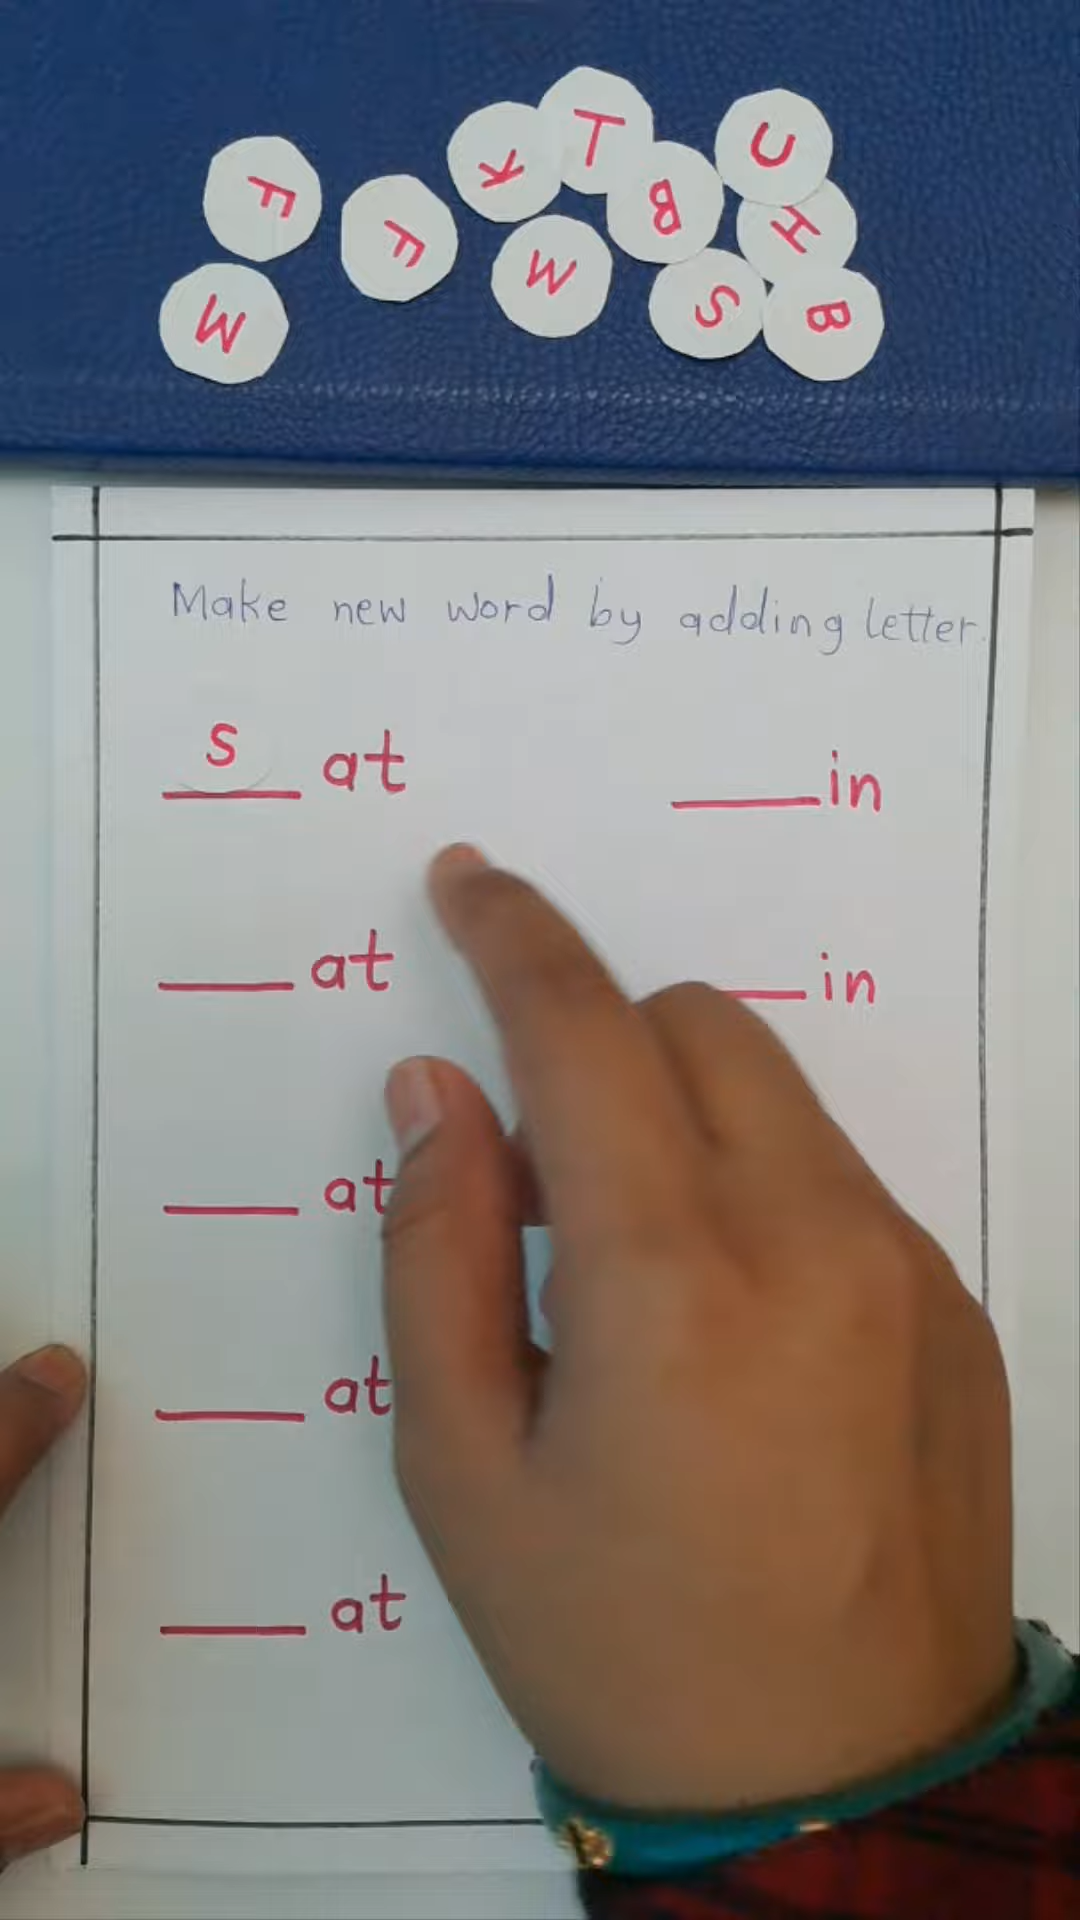 T
U
K
F
B
H
F
W
S
B
M
Make new word by adding letter.
S at
in
at
in
at
at
at